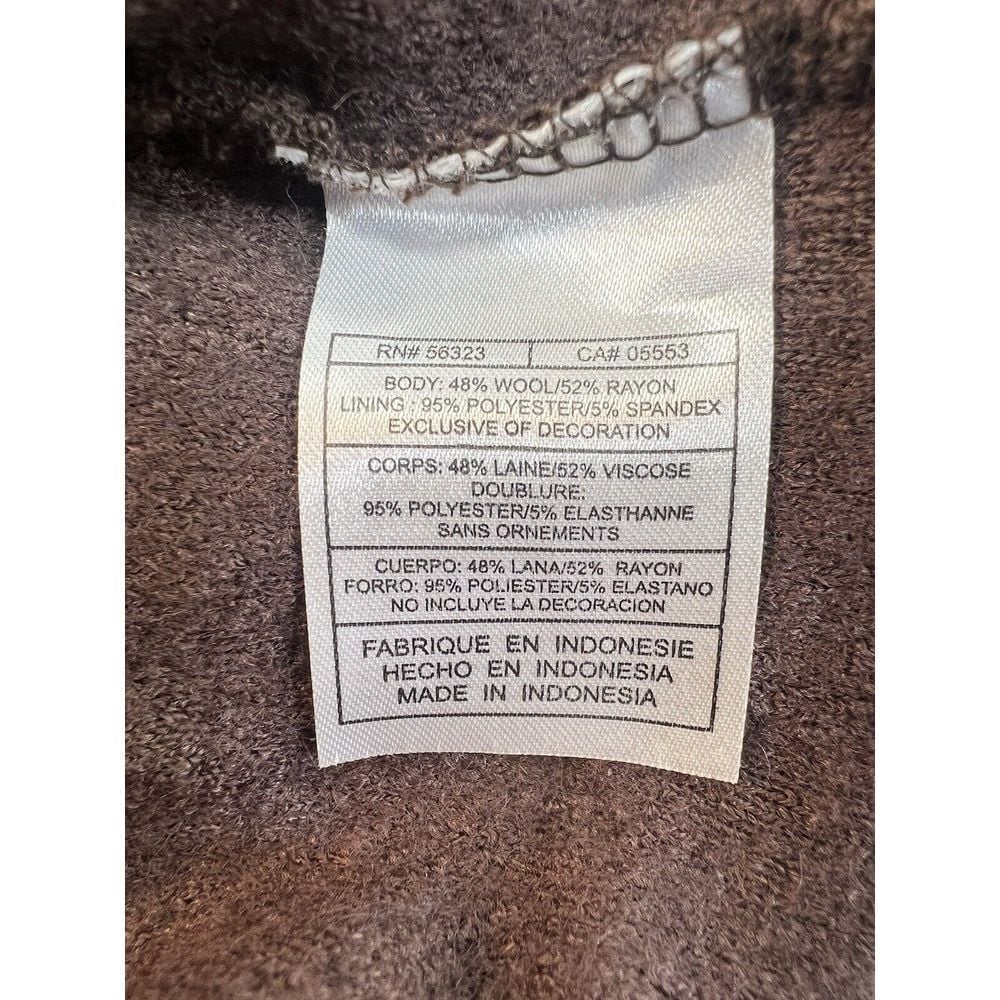 RN# 56323 CA# 05553
BODY: 48% WOOL/52% RAYON
LINING : 95% POLYESTER/5% SPANDEX
EXCLUSIVE OF DECORATION
CORPS: 48% LAINE/52% VISCOSE
DOUBLURE:
95% POLYESTER/5% ELASTHANNE
SANS ORNEMENTS
CUERPO: 48% LANA/52% RAYON
FORRO: 95% POLIESTER/5% ELASTANO
NO INCLUYE LA DECORACION
FABRIQUE EN INDONESIE
HECHO EN INDONESIA
MADE IN INDONESIA